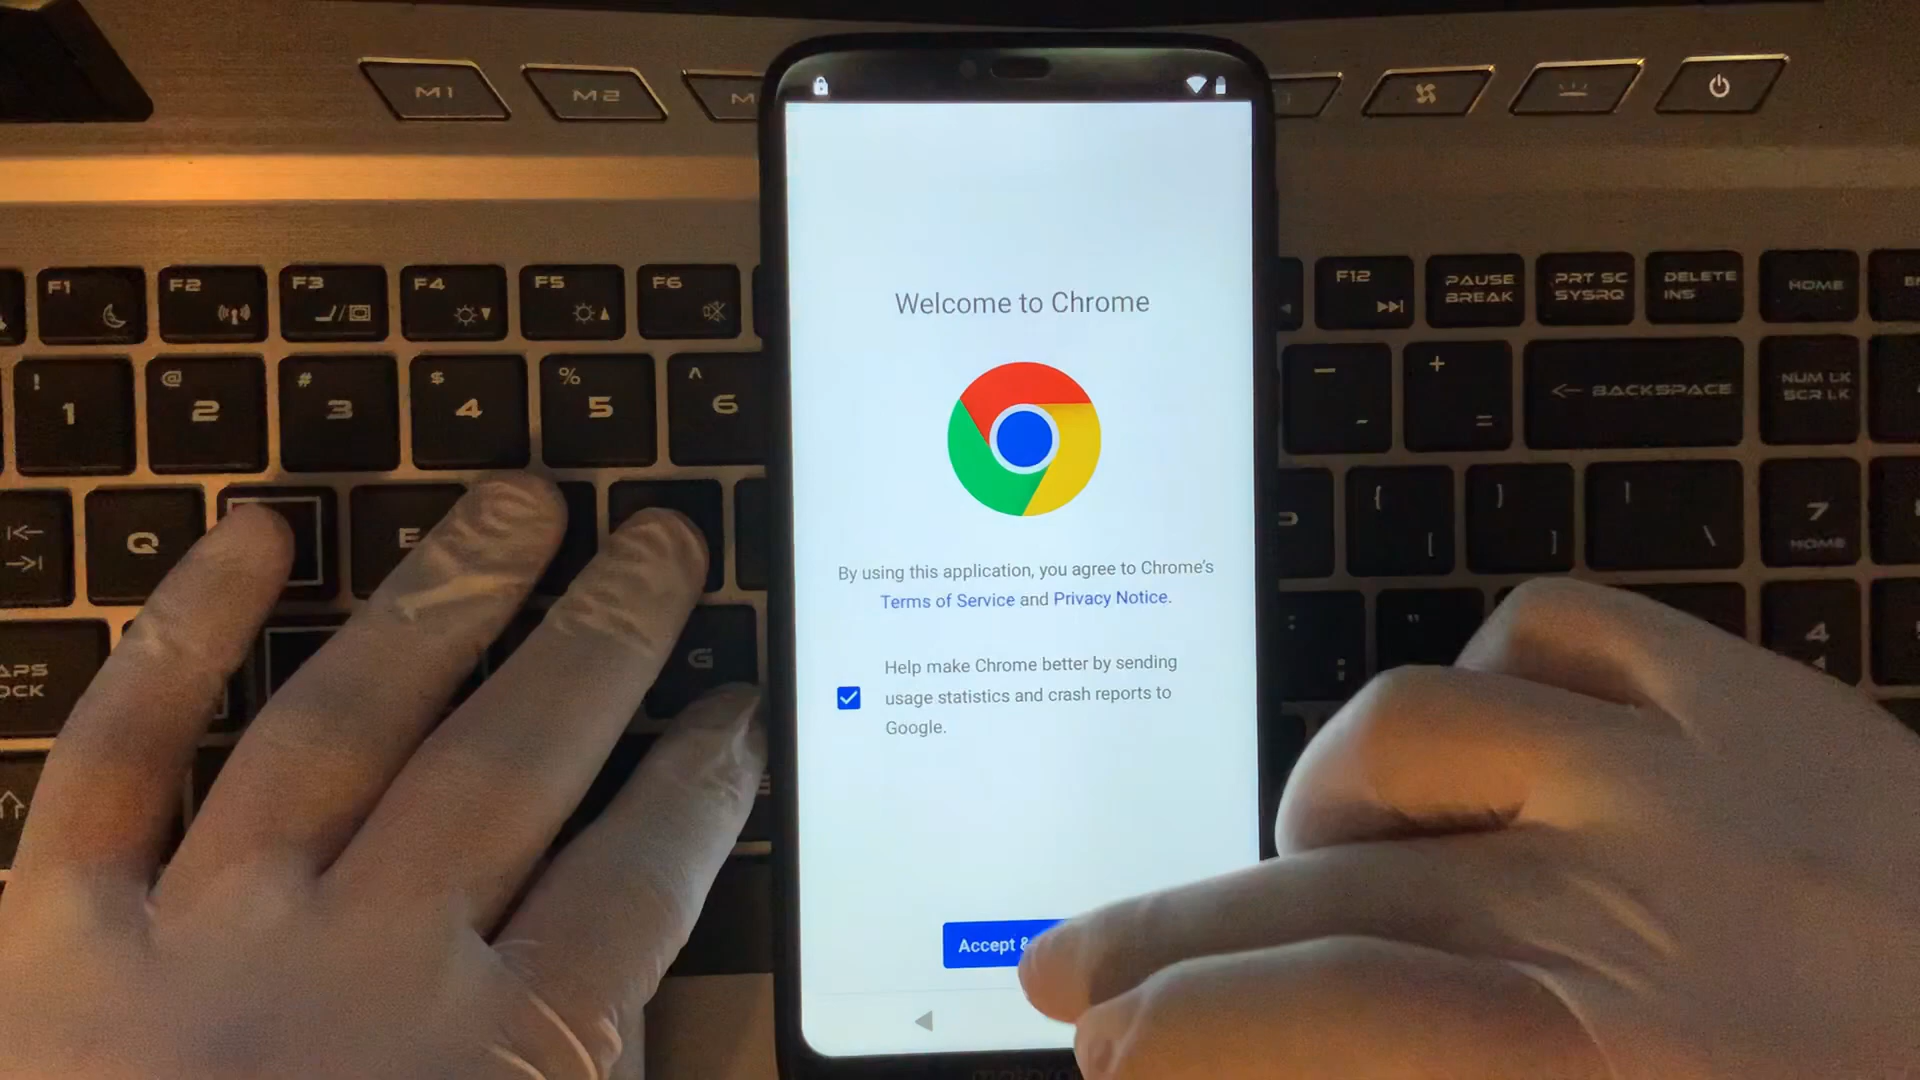 M1
M2
M
F1
F2
F3
F4
F5
F6
F12
PAUSE
BREAK
PRT SC
SYSRQ
DELETE
INS
HOME
!
1
@
2
#
3
$
4
%
5
^
6
-
+
=
← BACKSPACE
NUM LK
SCR LK
Q
E
{
[
}
]
|
\
7
HOME
G
:
;
"
4
Welcome to Chrome
By using this application, you agree to Chrome's
Terms of Service and Privacy Notice.
Help make Chrome better by sending
usage statistics and crash reports to
Google.
Accept &